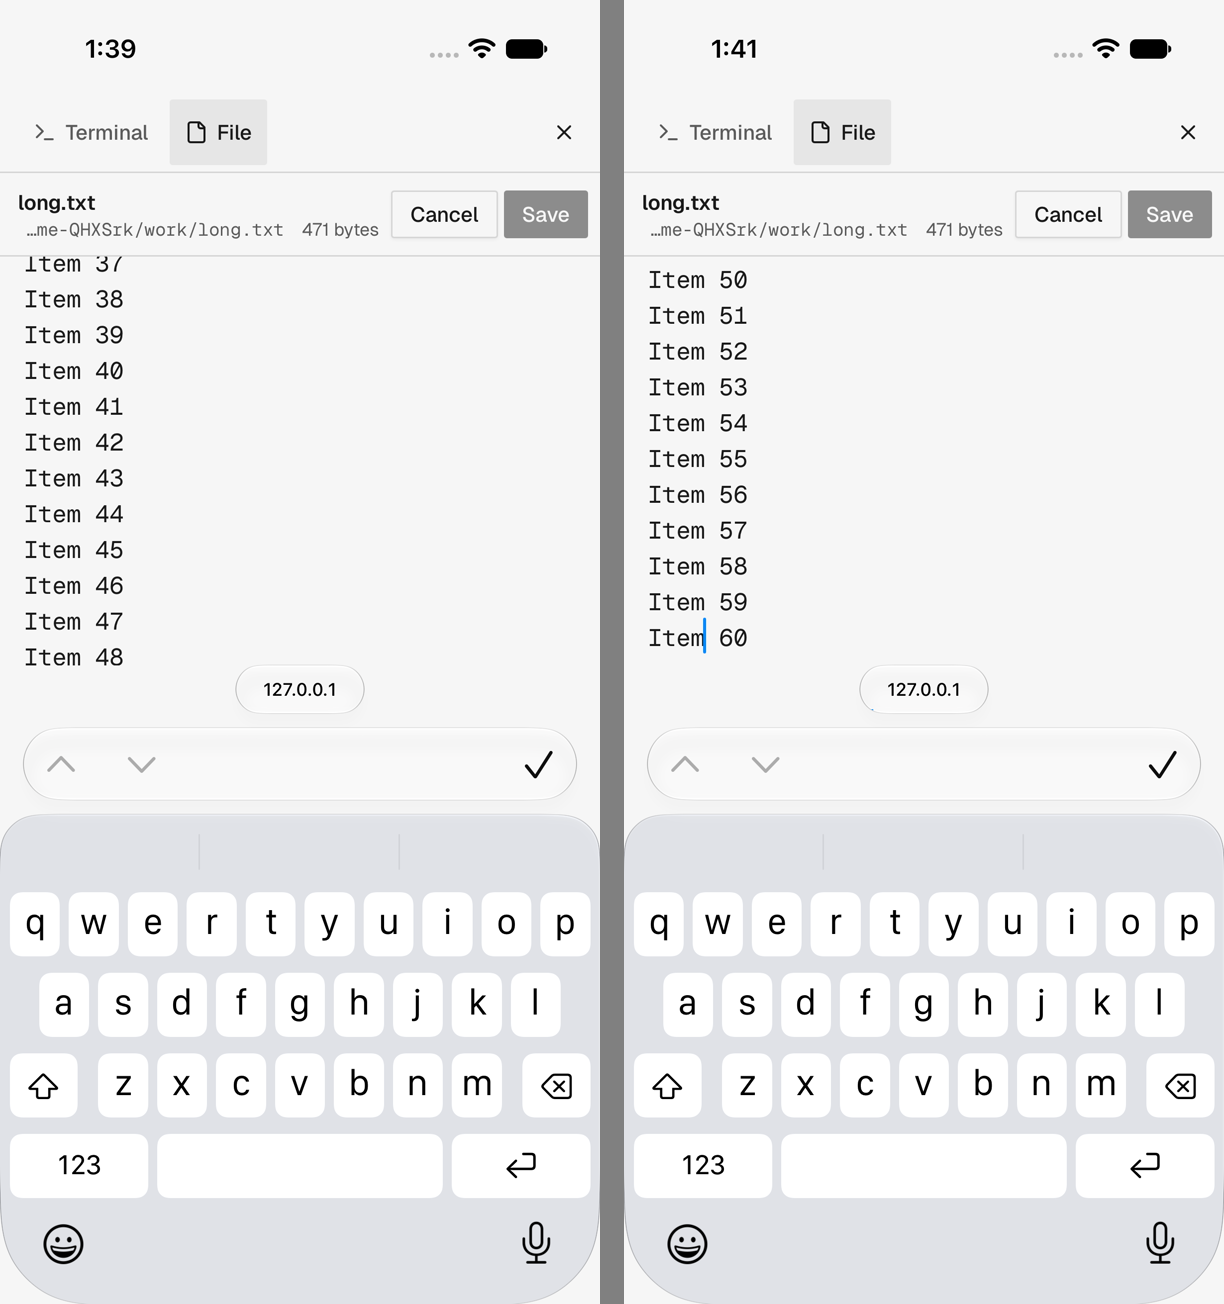 1:39
Terminal
File
long.txt
…me-QHXSrk/work/long.txt 471 bytes
Cancel
Save
Item 37
Item 38
Item 39
Item 40
Item 41
Item 42
Item 43
Item 44
Item 45
Item 46
Item 47
Item 48
127.0.0.1
q w e r t y u i o p
a s d f g h j k l
z x c v b n m
123
1:41
Terminal
File
long.txt
…me-QHXSrk/work/long.txt 471 bytes
Cancel
Save
Item 50
Item 51
Item 52
Item 53
Item 54
Item 55
Item 56
Item 57
Item 58
Item 59
Item 60
127.0.0.1
q w e r t y u i o p
a s d f g h j k l
z x c v b n m
123